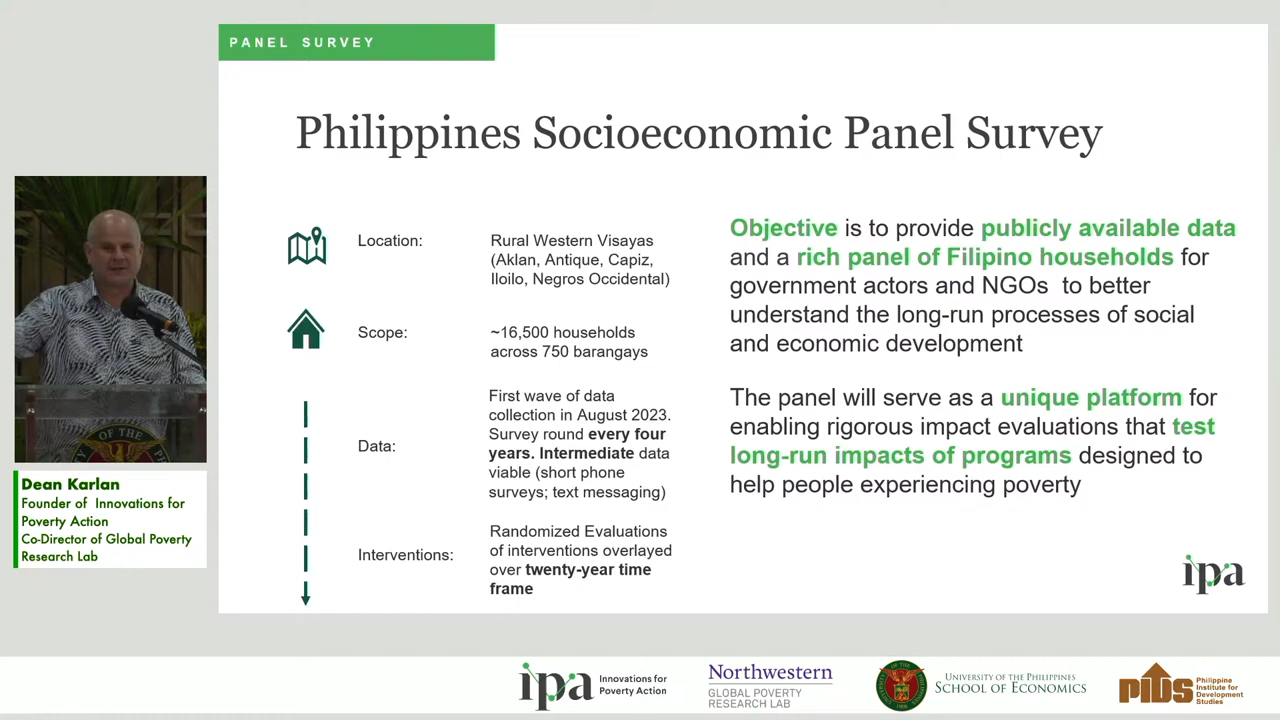 PANEL SURVEY
Philippines Socioeconomic Panel Survey
Location:
Rural Western Visayas
(Aklan, Antique, Capiz,
Iloilo, Negros Occidental)
Scope:
~16,500 households
across 750 barangays
Data:
First wave of data
collection in August 2023.
Survey round every four
years. Intermediate data
viable (short phone
surveys; text messaging)
Interventions:
Randomized Evaluations
of interventions overlayed
over twenty-year time
frame
Objective is to provide publicly available data
and a rich panel of Filipino households for
government actors and NGOs to better
understand the long-run processes of social
and economic development
The panel will serve as a unique platform for
enabling rigorous impact evaluations that test
long-run impacts of programs designed to
help people experiencing poverty
ipa
OF THE
Dean Karlan
Founder of Innovations for
Poverty Action
Co-Director of Global Poverty
Research Lab
ipa
Innovations for
Poverty Action
Northwestern
GLOBAL POVERTY
RESEARCH LAB
UNIVERSITY OF THE PHILIPPINES
SCHOOL OF ECONOMICS
PIDS
Philippine
Institute for
Development
Studies